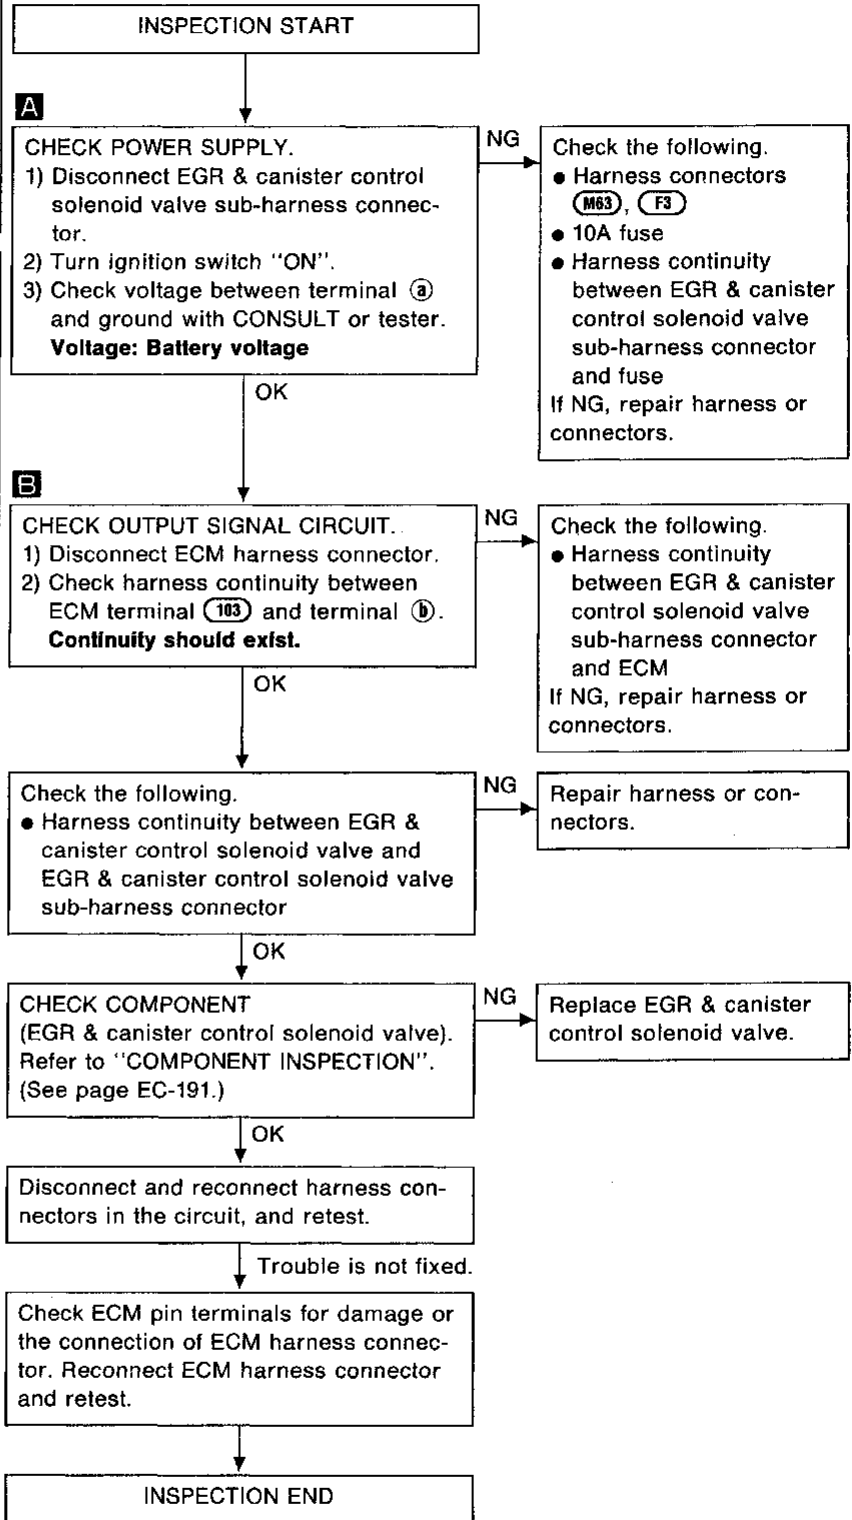 INSPECTION START
A
CHECK POWER SUPPLY.
1) Disconnect EGR & canister control
solenoid valve sub-harness connec-
tor.
2) Turn ignition switch "ON".
3) Check voltage between terminal ⓐ
and ground with CONSULT or tester.
Voltage: Battery voltage
NG
Check the following.
● Harness connectors
M63, F3
● 10A fuse
● Harness continuity
between EGR & canister
control solenoid valve
sub-harness connector
and fuse
If NG, repair harness or
connectors.
OK
B
CHECK OUTPUT SIGNAL CIRCUIT.
1) Disconnect ECM harness connector.
2) Check harness continuity between
ECM terminal 103 and terminal ⓑ.
Continuity should exist.
NG
Check the following.
● Harness continuity
between EGR & canister
control solenoid valve
sub-harness connector
and ECM
If NG, repair harness or
connectors.
OK
Check the following.
● Harness continuity between EGR &
canister control solenoid valve and
EGR & canister control solenoid valve
sub-harness connector
NG
Repair harness or con-
nectors.
OK
CHECK COMPONENT
(EGR & canister control solenoid valve).
Refer to "COMPONENT INSPECTION".
(See page EC-191.)
NG
Replace EGR & canister
control solenoid valve.
OK
Disconnect and reconnect harness con-
nectors in the circuit, and retest.
Trouble is not fixed.
Check ECM pin terminals for damage or
the connection of ECM harness connec-
tor. Reconnect ECM harness connector
and retest.
INSPECTION END